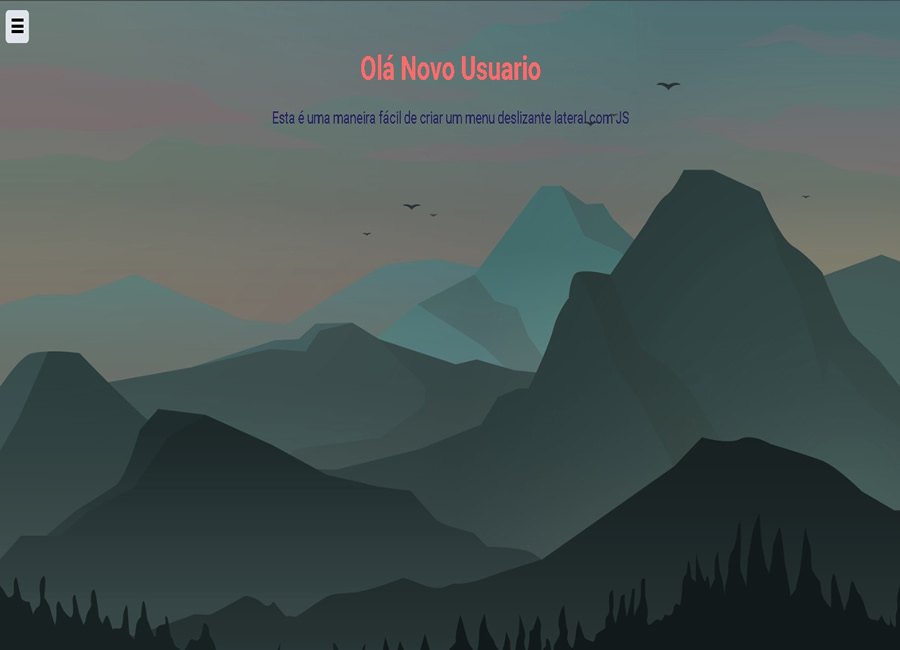 Olá Novo Usuario
Esta é uma maneira fácil de criar um menu deslizante lateral com JS